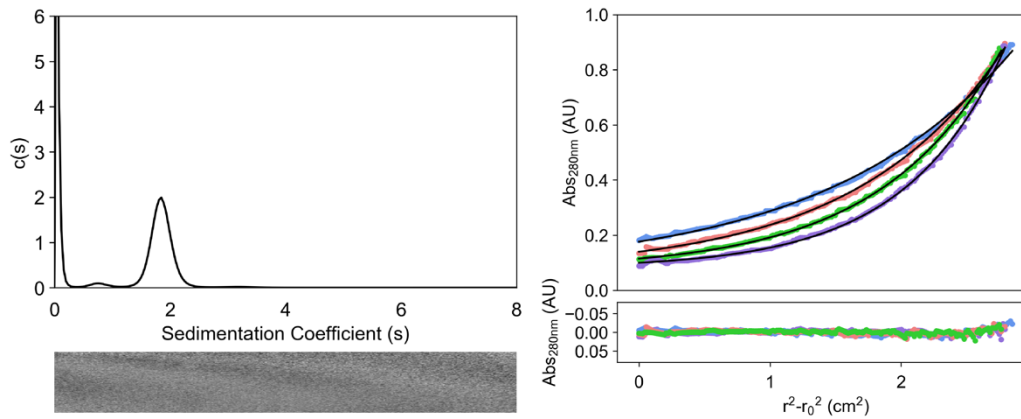 6
5
4
3
2
1
0
c(s)
0 2 4 6 8
Sedimentation Coefficient (s)
1.0
0.8
0.6
0.4
0.2
0.0
Abs280nm (AU)
−0.05
0.00
0.05
Abs280nm (AU)
0 1 2
r²-r₀² (cm²)